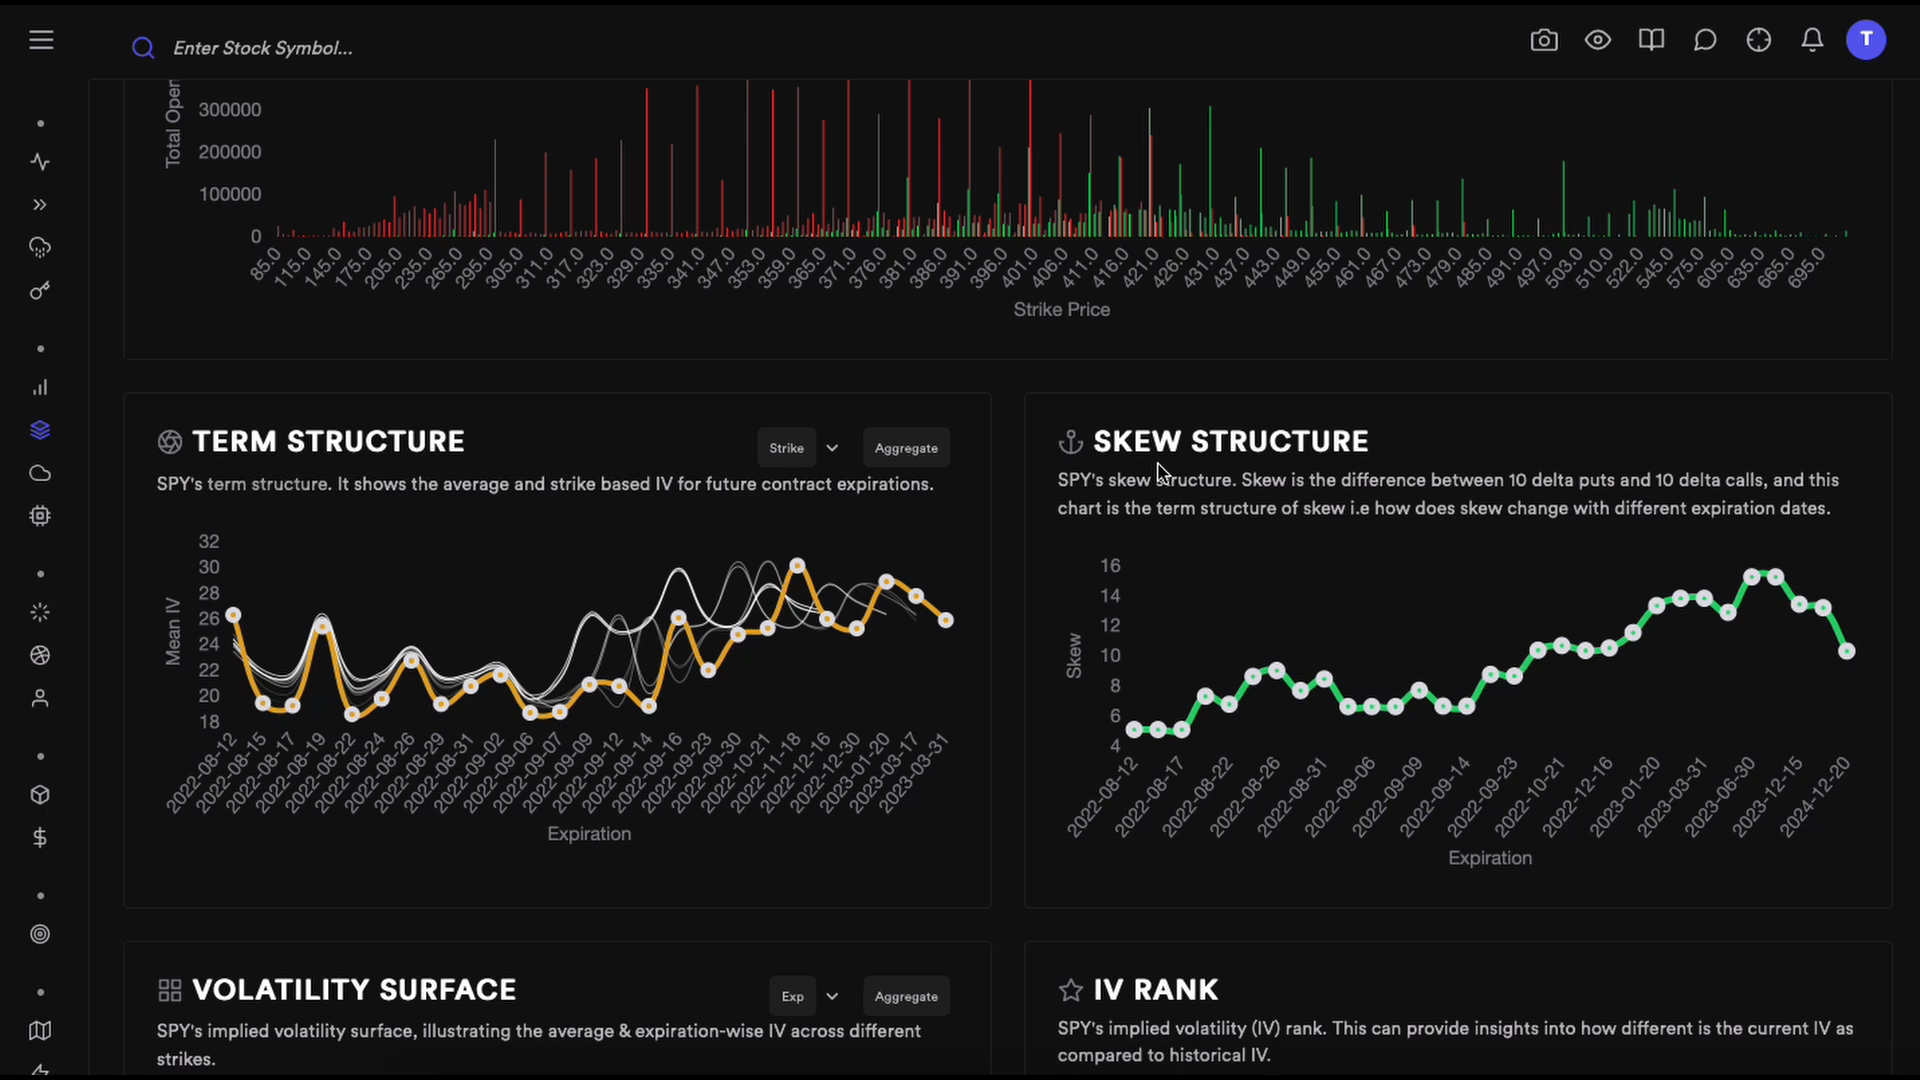 Enter Stock Symbol...
T
Total Oper
300000
200000
100000
0
85.0 115.0 145.0 175.0 205.0 235.0 265.0 295.0 305.0 311.0 317.0 323.0 329.0 335.0 341.0 347.0 353.0 359.0 365.0 371.0 376.0 381.0 386.0 391.0 396.0 401.0 406.0 411.0 416.0 421.0 426.0 431.0 437.0 443.0 449.0 455.0 461.0 467.0 473.0 479.0 485.0 491.0 497.0 503.0 510.0 522.0 545.0 575.0 605.0 635.0 665.0 695.0
Strike Price
TERM STRUCTURE
Strike
Aggregate
SPY's term structure. It shows the average and strike based IV for future contract expirations.
Mean IV
32
30
28
26
24
22
20
18
2022-08-12 2022-08-15 2022-08-17 2022-08-19 2022-08-22 2022-08-24 2022-08-26 2022-08-29 2022-08-31 2022-09-02 2022-09-06 2022-09-07 2022-09-09 2022-09-12 2022-09-14 2022-09-16 2022-09-23 2022-09-30 2022-10-21 2022-11-18 2022-12-16 2022-12-30 2023-01-20 2023-03-17 2023-03-31
Expiration
SKEW STRUCTURE
SPY's skew structure. Skew is the difference between 10 delta puts and 10 delta calls, and this
chart is the term structure of skew i.e how does skew change with different expiration dates.
Skew
16
14
12
10
8
6
4
2022-08-12 2022-08-17 2022-08-22 2022-08-26 2022-08-31 2022-09-06 2022-09-09 2022-09-14 2022-09-23 2022-10-21 2022-12-16 2023-01-20 2023-03-31 2023-06-30 2023-12-15 2024-12-20
Expiration
VOLATILITY SURFACE
Exp
Aggregate
SPY's implied volatility surface, illustrating the average & expiration-wise IV across different
strikes.
IV RANK
SPY's implied volatility (IV) rank. This can provide insights into how different is the current IV as
compared to historical IV.